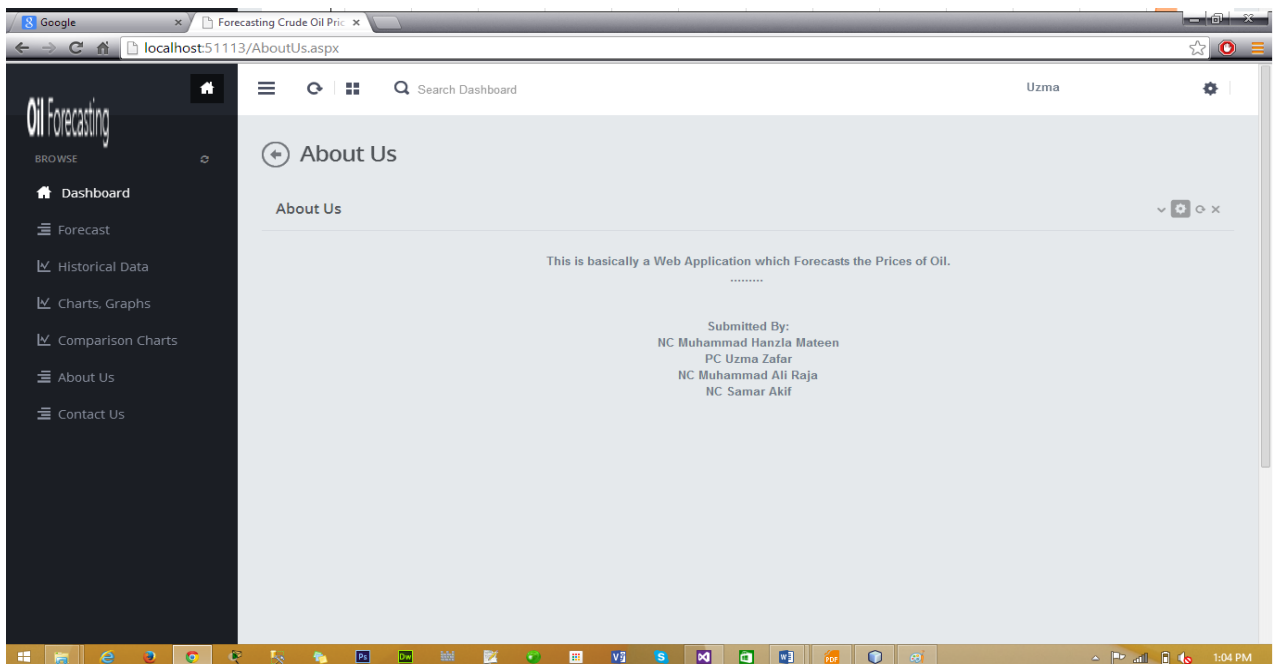 Google
Forecasting Crude Oil Pric
localhost:51113/AboutUs.aspx
Oil Forecasting
BROWSE
Dashboard
Forecast
Historical Data
Charts, Graphs
Comparison Charts
About Us
Contact Us
Search Dashboard
Uzma
About Us
About Us
This is basically a Web Application which Forecasts the Prices of Oil.
.........
Submitted By:
NC Muhammad Hanzla Mateen
PC Uzma Zafar
NC Muhammad Ali Raja
NC Samar Akif
1:04 PM